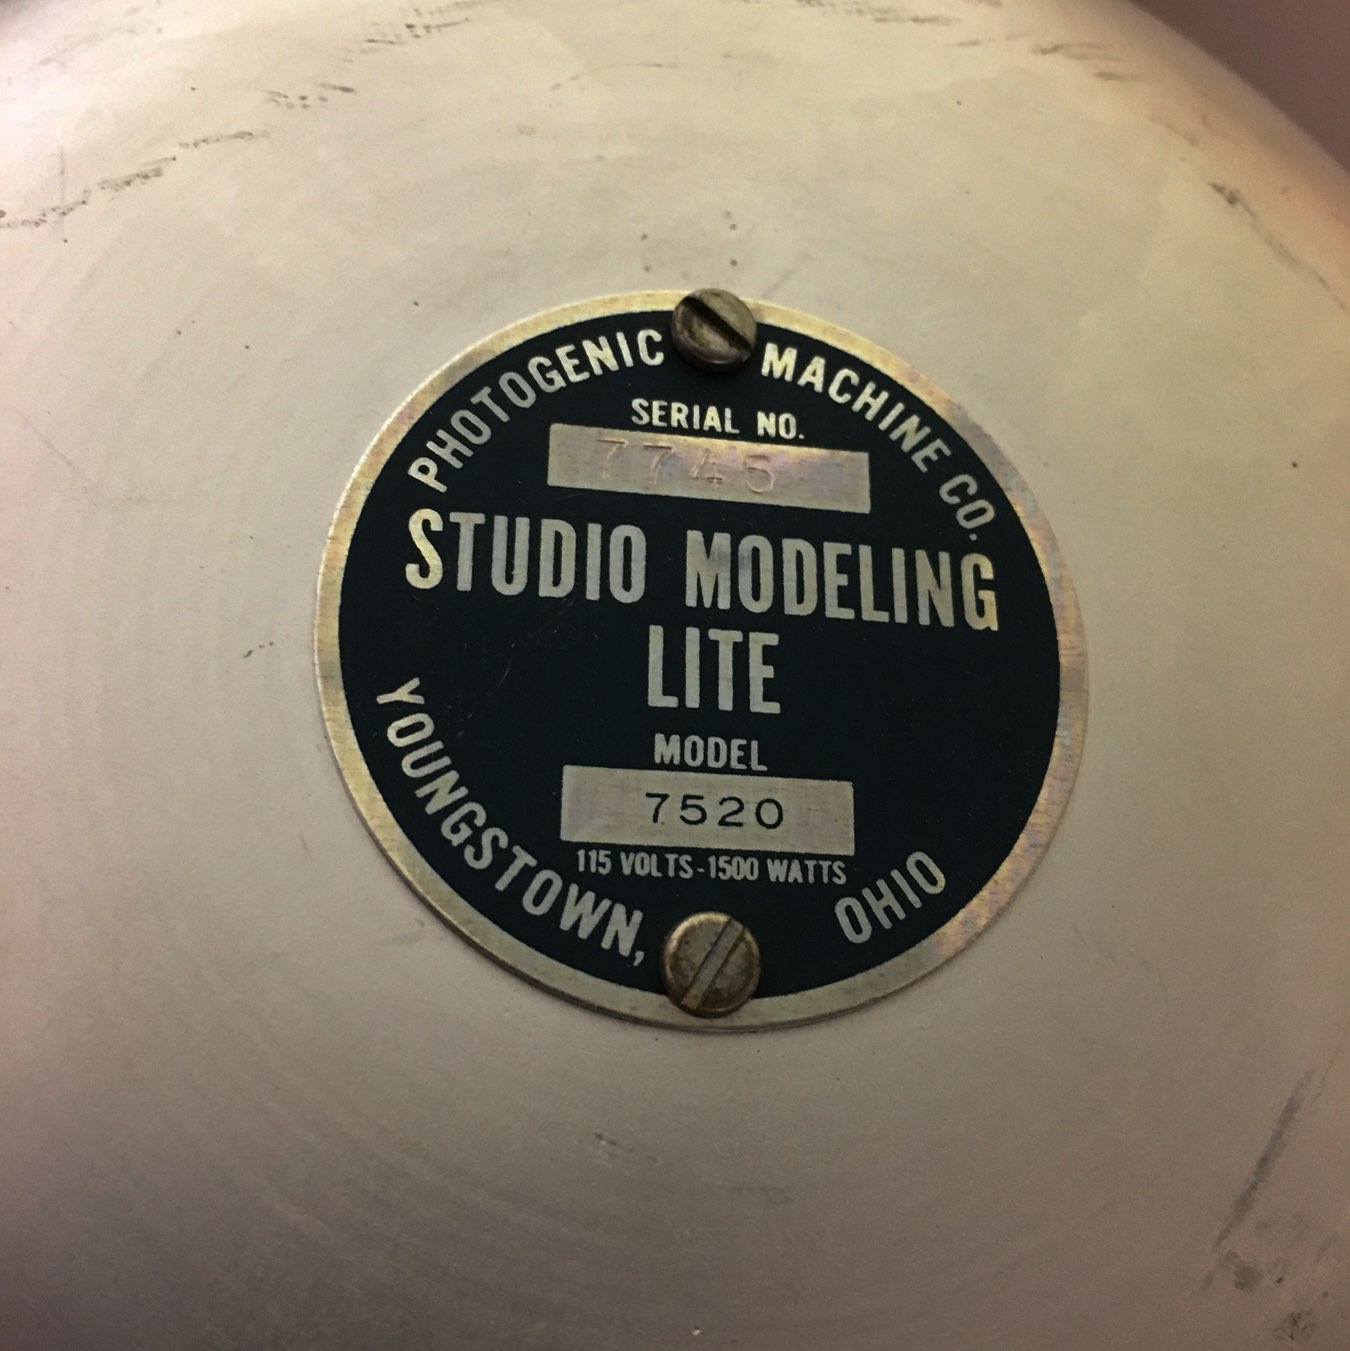 PHOTOGENIC MACHINE CO.
SERIAL NO.
7745
STUDIO MODELING
LITE
MODEL
7520
115 VOLTS-1500 WATTS
YOUNGSTOWN, OHIO